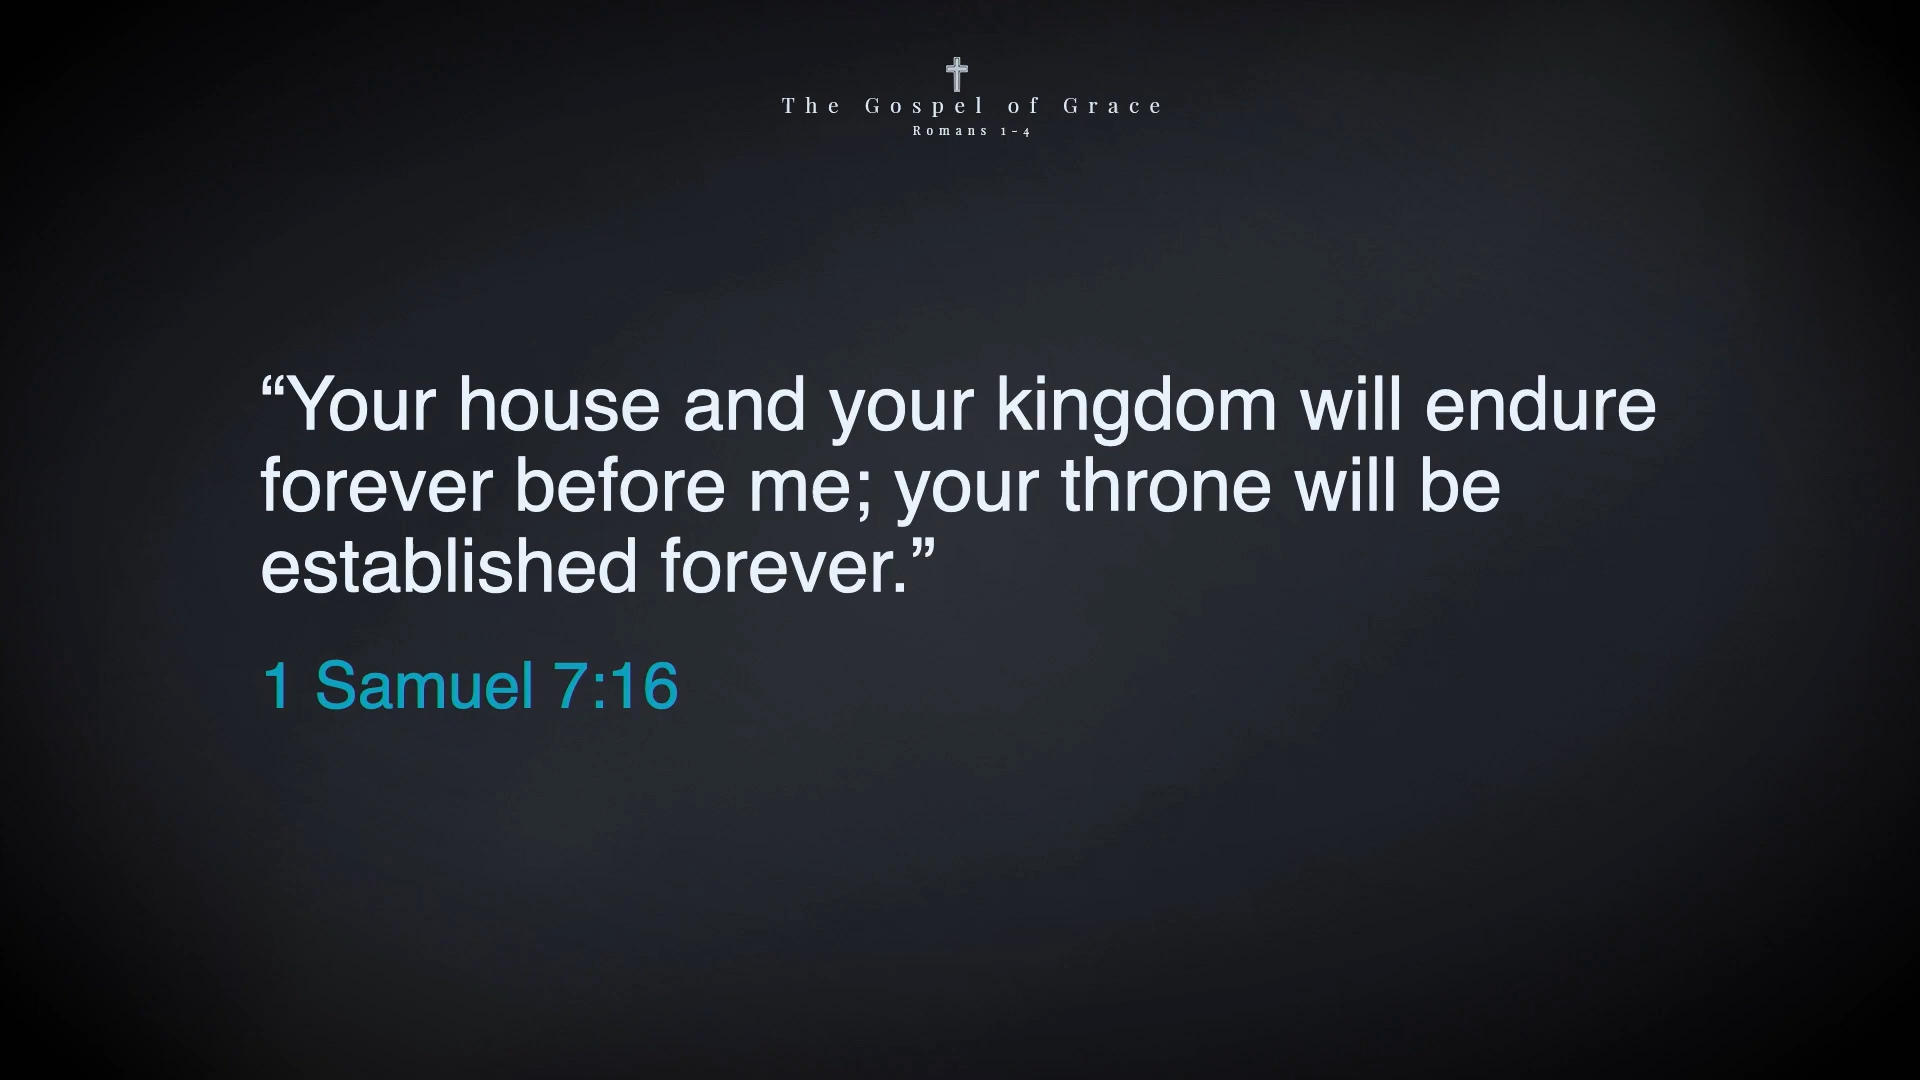 The Gospel of Grace
Romans 1-4
“Your house and your kingdom will endure
forever before me; your throne will be
established forever.”
1 Samuel 7:16